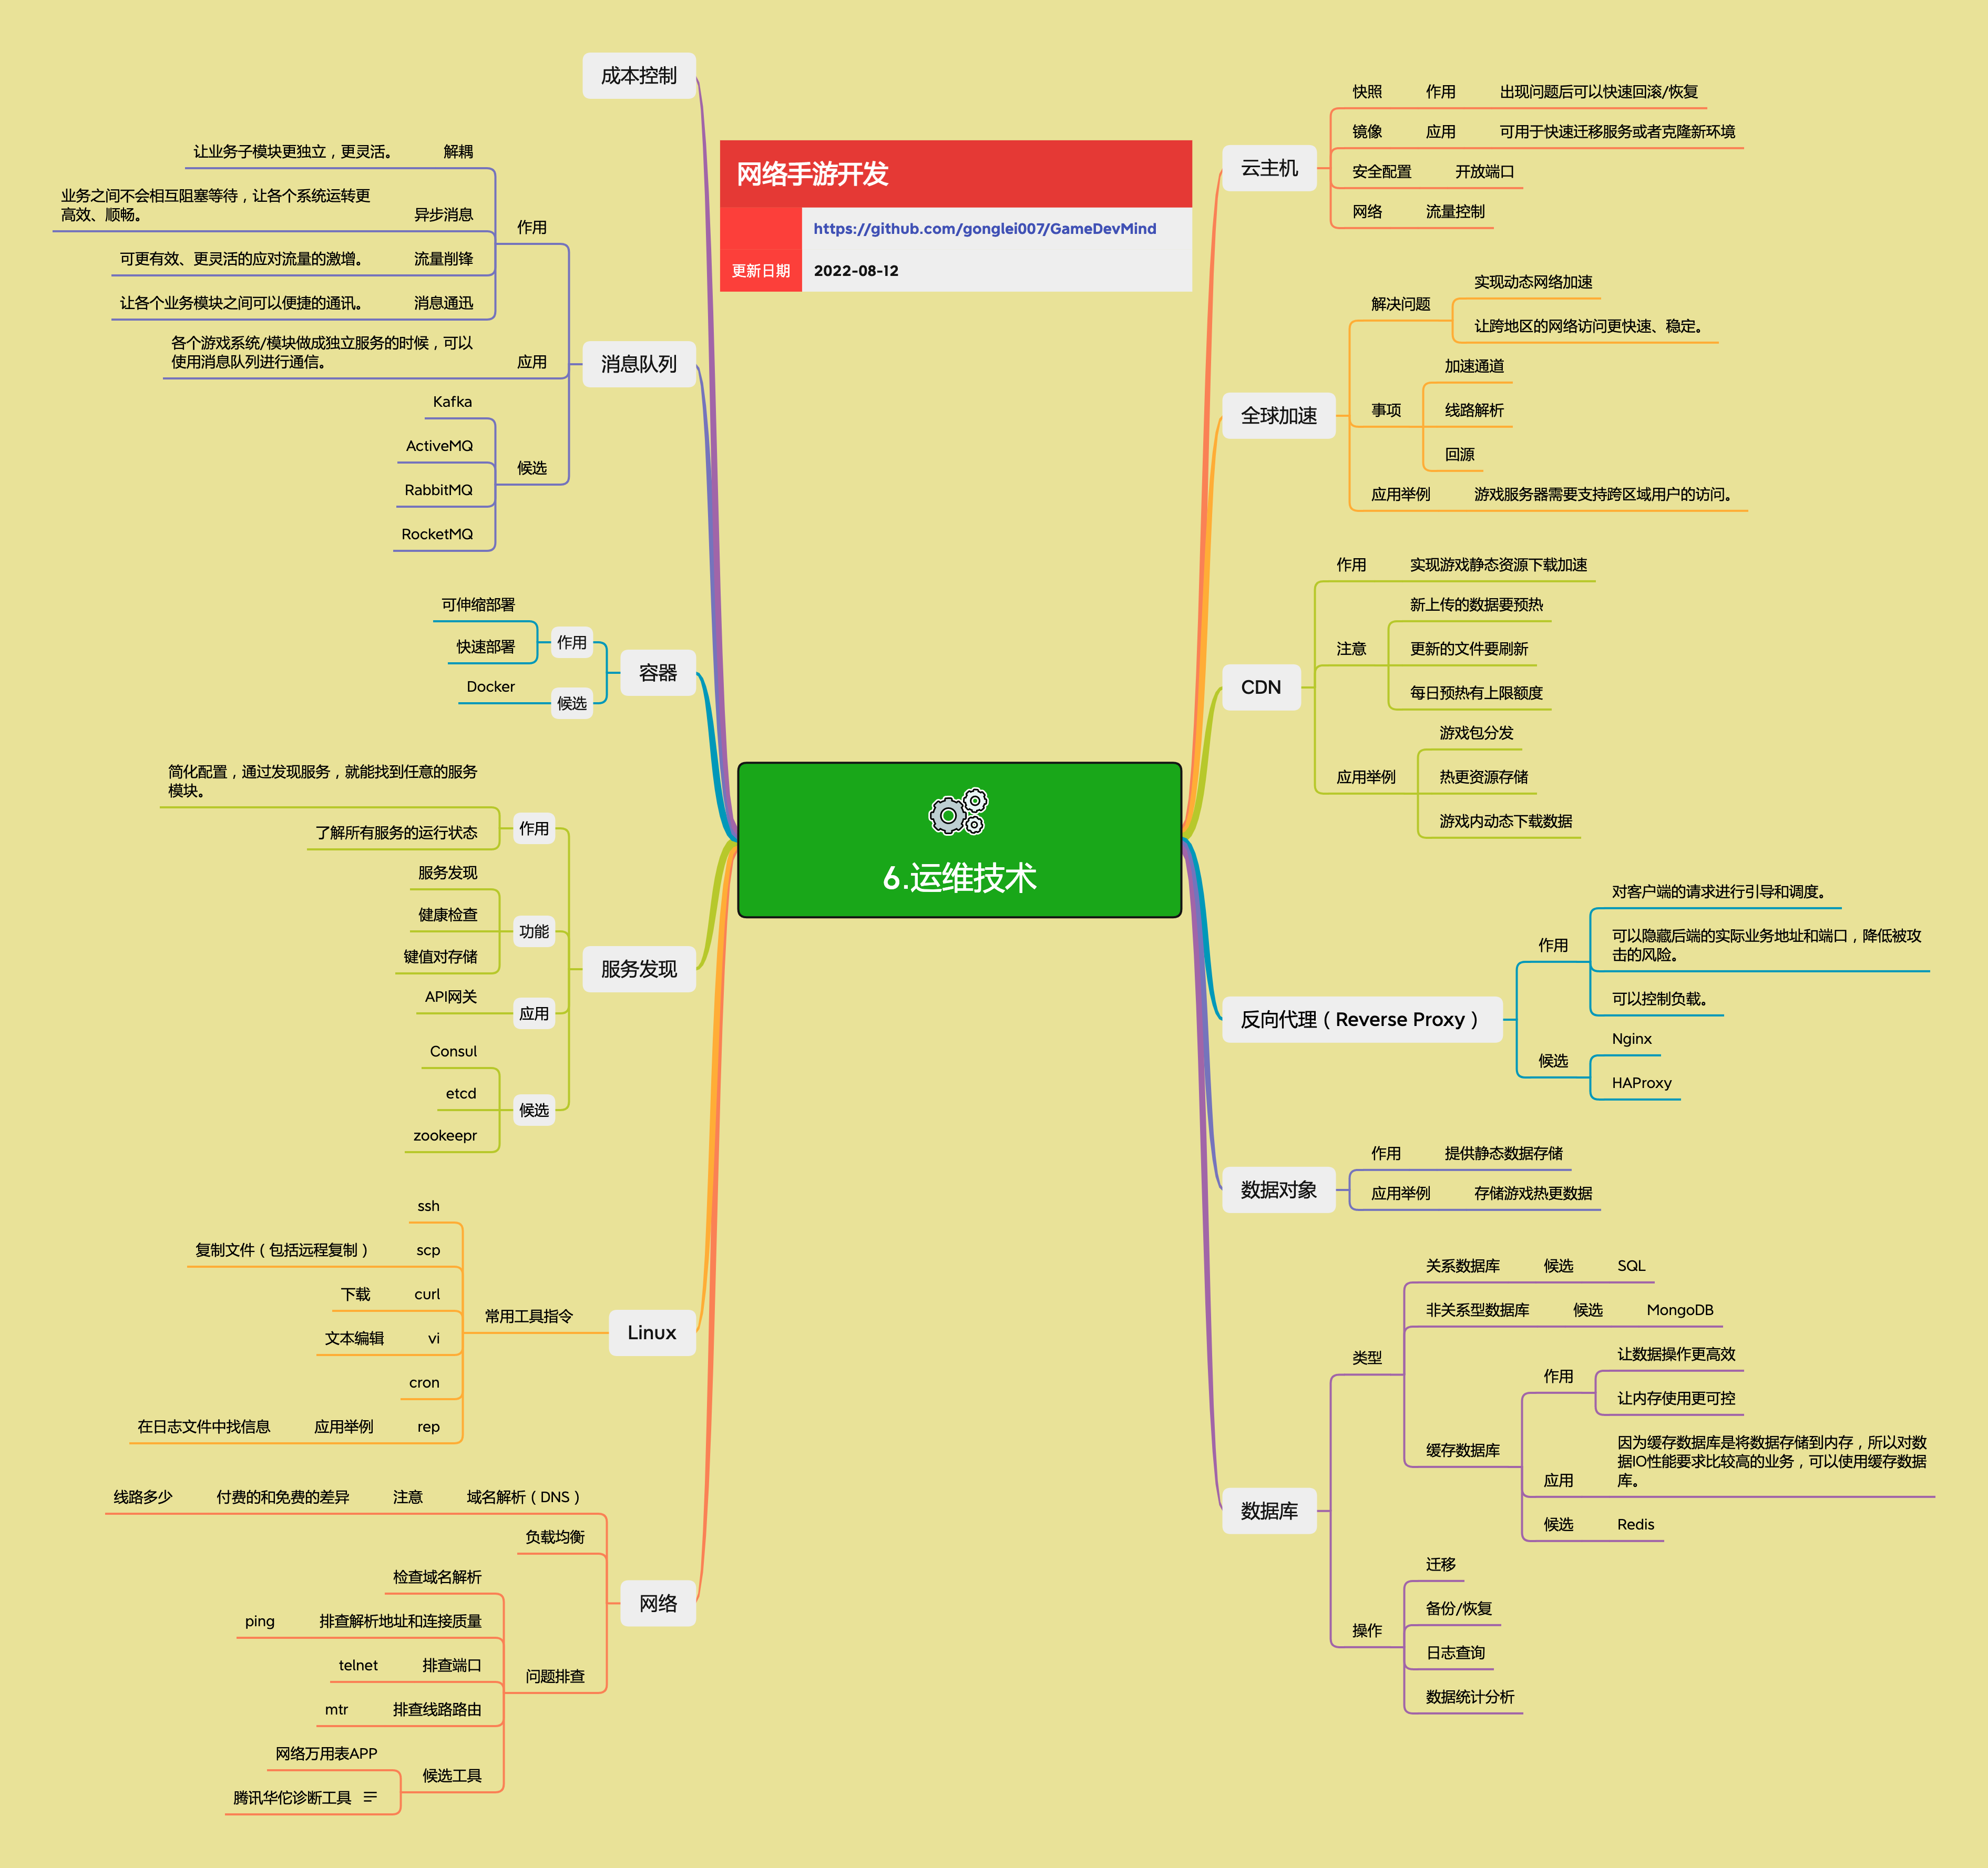 网络手游开发
https://github.com/gonglei007/GameDevMind
更新日期 2022-08-12
6.运维技术
云主机
快照 作用 出现问题后可以快速回滚/恢复
镜像 应用 可用于快速迁移服务或者克隆新环境
安全配置 开放端口
网络 流量控制
全球加速
解决问题
实现动态网络加速
让跨地区的网络访问更快速、稳定。
事项
加速通道
线路解析
回源
应用举例 游戏服务器需要支持跨区域用户的访问。
CDN
作用 实现游戏静态资源下载加速
注意
新上传的数据要预热
更新的文件要刷新
每日预热有上限额度
应用举例
游戏包分发
热更资源存储
游戏内动态下载数据
反向代理（Reverse Proxy）
作用
对客户端的请求进行引导和调度。
可以隐藏后端的实际业务地址和端口，降低被攻
击的风险。
可以控制负载。
候选
Nginx
HAProxy
数据对象
作用 提供静态数据存储
应用举例 存储游戏热更数据
数据库
类型
关系数据库 候选 SQL
非关系型数据库 候选 MongoDB
缓存数据库
作用
让数据操作更高效
让内存使用更可控
应用
因为缓存数据库是将数据存储到内存，所以对数
据IO性能要求比较高的业务，可以使用缓存数据
库。
候选 Redis
操作
迁移
备份/恢复
日志查询
数据统计分析
成本控制
消息队列
作用
让业务子模块更独立，更灵活。 解耦
业务之间不会相互阻塞等待，让各个系统运转更
高效、顺畅。 异步消息
可更有效、更灵活的应对流量的激增。 流量削锋
让各个业务模块之间可以便捷的通讯。 消息通迅
各个游戏系统/模块做成独立服务的时候，可以
使用消息队列进行通信。 应用
候选
Kafka
ActiveMQ
RabbitMQ
RocketMQ
容器
作用
可伸缩部署
快速部署
Docker 候选
服务发现
作用
简化配置，通过发现服务，就能找到任意的服务
模块。
了解所有服务的运行状态
功能
服务发现
健康检查
键值对存储
API网关 应用
候选
Consul
etcd
zookeepr
Linux
常用工具指令
ssh
复制文件（包括远程复制） scp
下载 curl
文本编辑 vi
cron
在日志文件中找信息 应用举例 rep
网络
线路多少 付费的和免费的差异 注意 域名解析（DNS）
负载均衡
问题排查
检查域名解析
ping 排查解析地址和连接质量
telnet 排查端口
mtr 排查线路路由
候选工具
网络万用表APP
腾讯华佗诊断工具